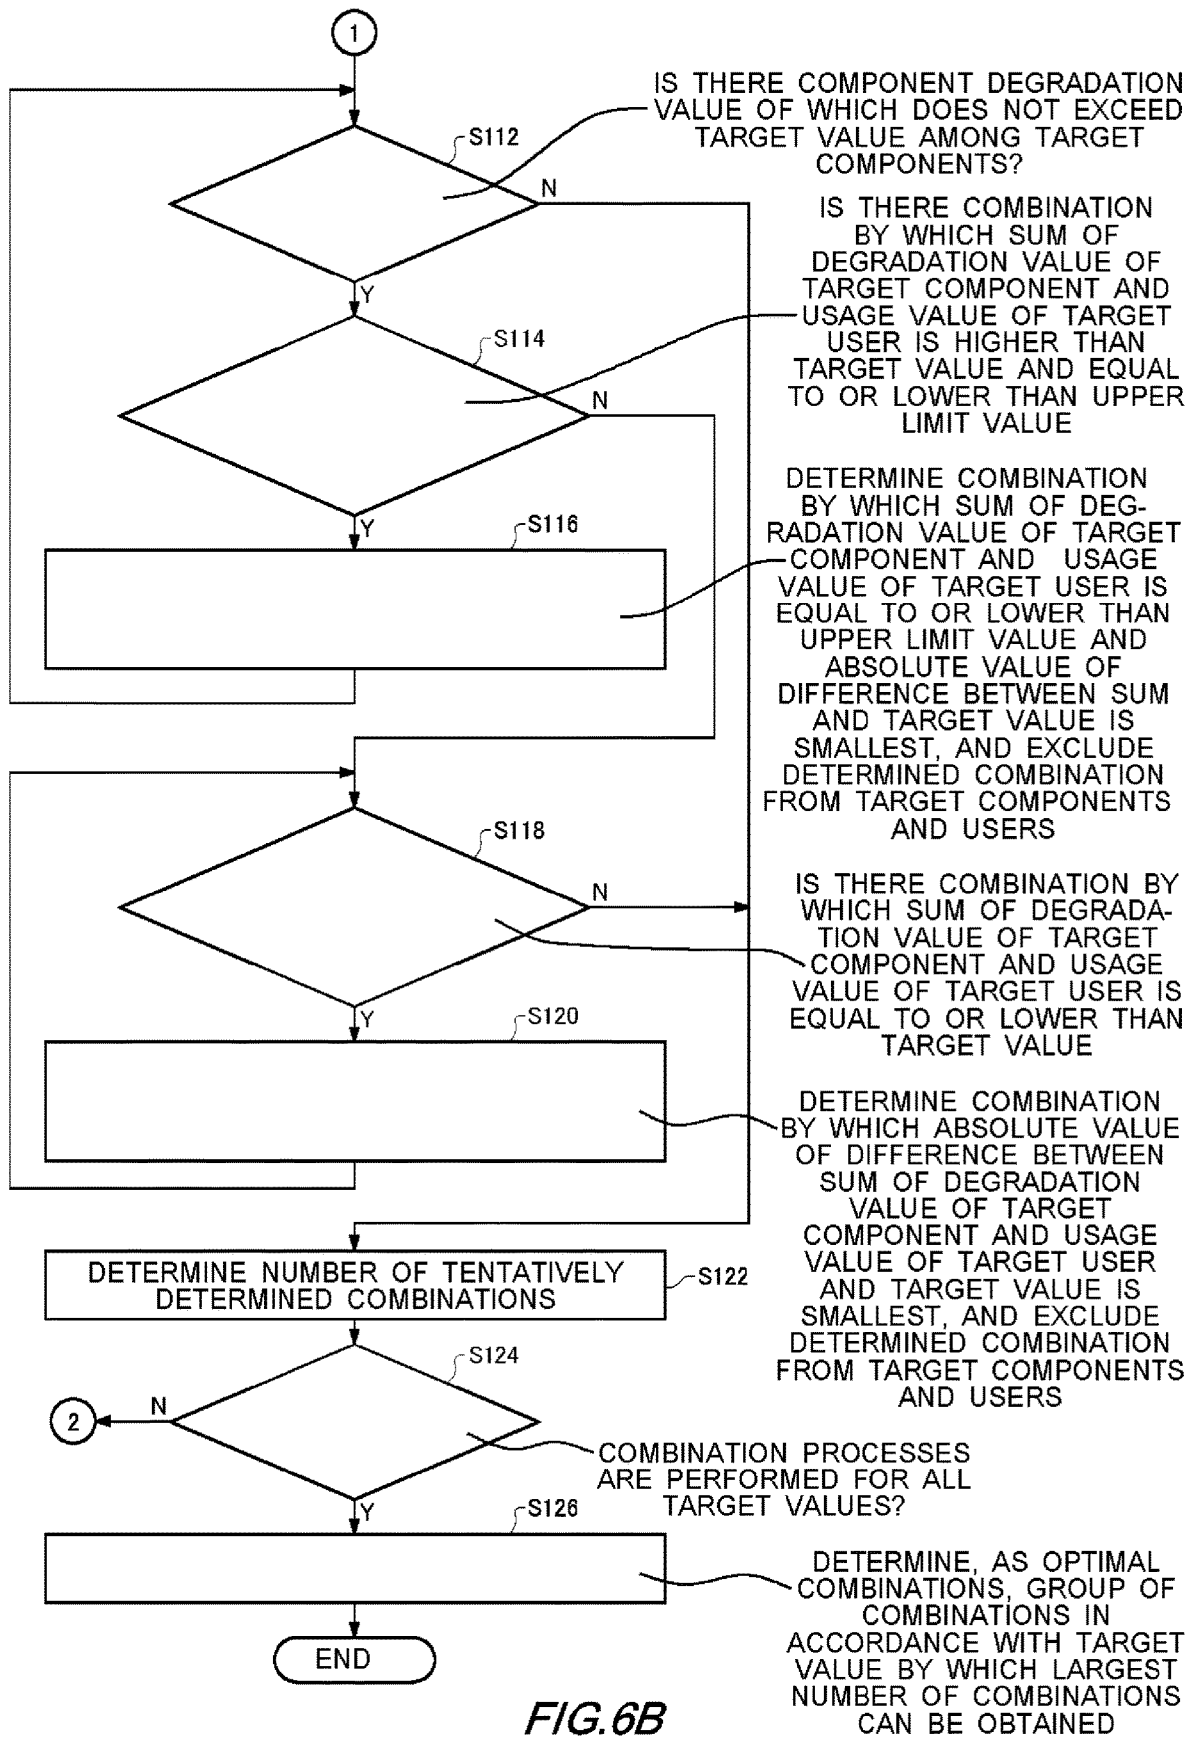 1
IS THERE COMPONENT DEGRADATION
VALUE OF WHICH DOES NOT EXCEED
TARGET VALUE AMONG TARGET
COMPONENTS?
S112
N
Y
IS THERE COMBINATION
BY WHICH SUM OF
DEGRADATION VALUE OF
TARGET COMPONENT AND
USAGE VALUE OF TARGET
USER IS HIGHER THAN
TARGET VALUE AND EQUAL
TO OR LOWER THAN UPPER
LIMIT VALUE
S114
N
Y
DETERMINE COMBINATION
BY WHICH SUM OF DEG-
RADATION VALUE OF TARGET
COMPONENT AND USAGE
VALUE OF TARGET USER IS
EQUAL TO OR LOWER THAN
UPPER LIMIT VALUE AND
ABSOLUTE VALUE OF
DIFFERENCE BETWEEN SUM
AND TARGET VALUE IS
SMALLEST, AND EXCLUDE
DETERMINED COMBINATION
FROM TARGET COMPONENTS
AND USERS
S116
S118
N
Y
IS THERE COMBINATION BY
WHICH SUM OF DEGRADA-
TION VALUE OF TARGET
COMPONENT AND USAGE
VALUE OF TARGET USER IS
EQUAL TO OR LOWER THAN
TARGET VALUE
S120
DETERMINE COMBINATION
BY WHICH ABSOLUTE VALUE
OF DIFFERENCE BETWEEN
SUM OF DEGRADATION
VALUE OF TARGET
COMPONENT AND USAGE
VALUE OF TARGET USER
AND TARGET VALUE IS
SMALLEST, AND EXCLUDE
DETERMINED COMBINATION
FROM TARGET COMPONENTS
AND USERS
DETERMINE NUMBER OF TENTATIVELY
DETERMINED COMBINATIONS
S122
S124
N
2
Y
COMBINATION PROCESSES
ARE PERFORMED FOR ALL
TARGET VALUES?
S126
DETERMINE, AS OPTIMAL
COMBINATIONS, GROUP OF
COMBINATIONS IN
ACCORDANCE WITH TARGET
VALUE BY WHICH LARGEST
NUMBER OF COMBINATIONS
CAN BE OBTAINED
END
FIG.6B